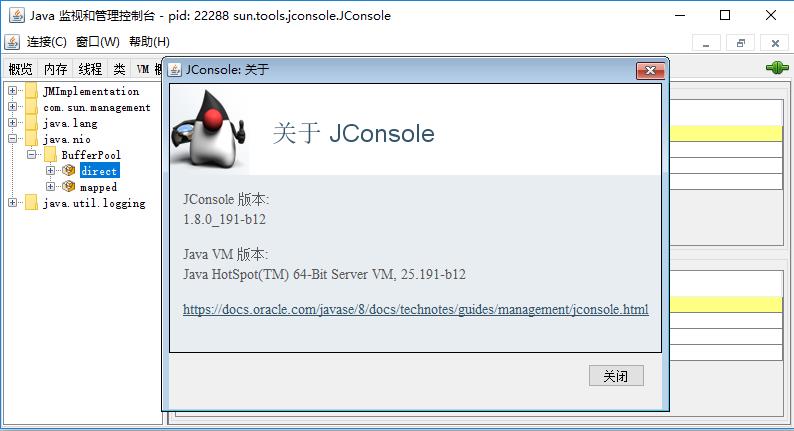 Java 监视和管理控制台 - pid: 22288 sun.tools.jconsole.JConsole
连接(C) 窗口(W) 帮助(H)
概览 内存 线程 类 VM
JMImplementation
com.sun.management
java.lang
java.nio
BufferPool
direct
mapped
java.util.logging
JConsole: 关于
关于 JConsole
JConsole 版本:
1.8.0_191-b12
Java VM 版本:
Java HotSpot(TM) 64-Bit Server VM, 25.191-b12
https://docs.oracle.com/javase/8/docs/technotes/guides/management/jconsole.html
关闭